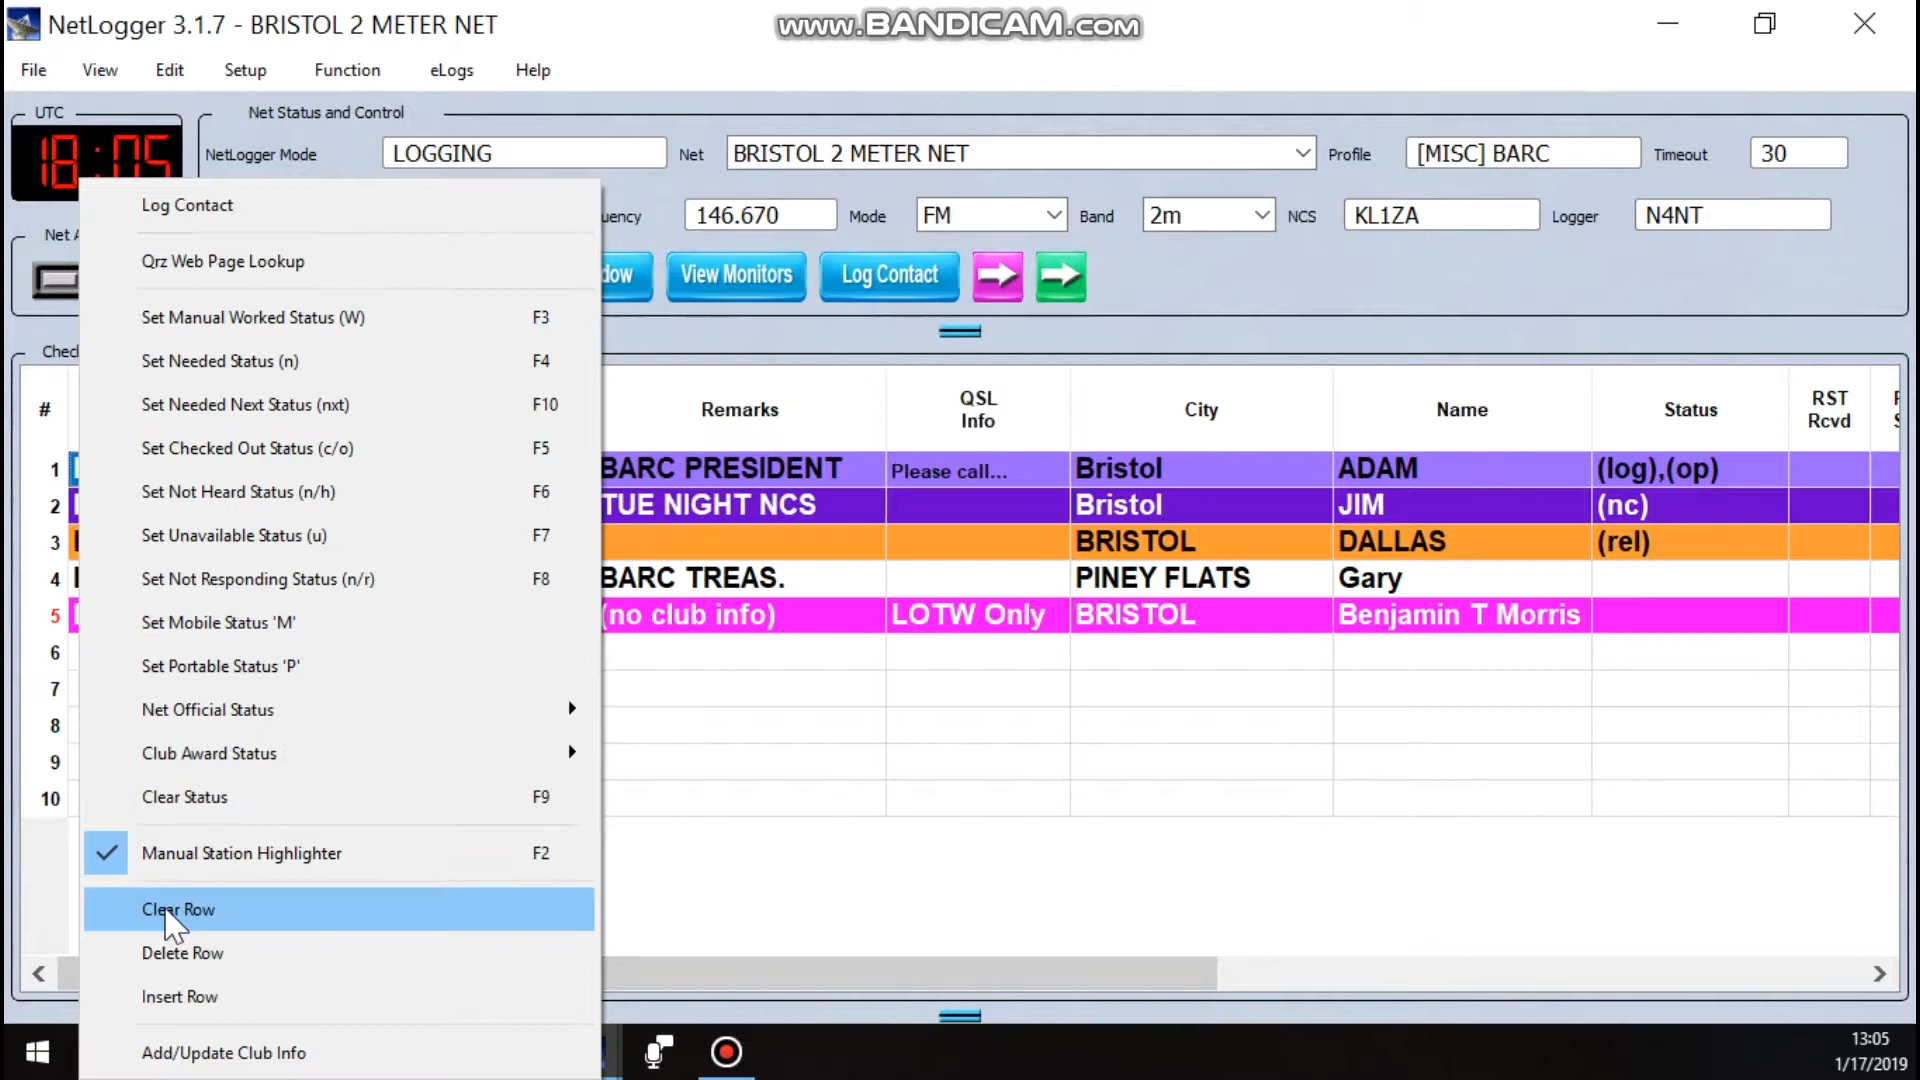 NetLogger 3.1.7 - BRISTOL 2 METER NET
www.BANDICAM.com
File View Edit Setup Function eLogs Help
UTC
18:05
Net Status and Control
NetLogger Mode LOGGING Net BRISTOL 2 METER NET Profile [MISC] BARC Timeout 30
146.670 Mode FM Band 2m NCS KL1ZA Logger N4NT
View Monitors Log Contact
# Remarks QSL Info City Name Status RST Rcvd
1 BARC PRESIDENT Please call... Bristol ADAM (log),(op)
2 TUE NIGHT NCS Bristol JIM (nc)
3 BRISTOL DALLAS (rel)
4 BARC TREAS. PINEY FLATS Gary
5 (no club info) LOTW Only BRISTOL Benjamin T Morris
6
7
8
9
10
Log Contact
Qrz Web Page Lookup
Set Manual Worked Status (W) F3
Set Needed Status (n) F4
Set Needed Next Status (nxt) F10
Set Checked Out Status (c/o) F5
Set Not Heard Status (n/h) F6
Set Unavailable Status (u) F7
Set Not Responding Status (n/r) F8
Set Mobile Status 'M'
Set Portable Status 'P'
Net Official Status
Club Award Status
Clear Status F9
Manual Station Highlighter F2
Clear Row
Delete Row
Insert Row
Add/Update Club Info
13:05
1/17/2019